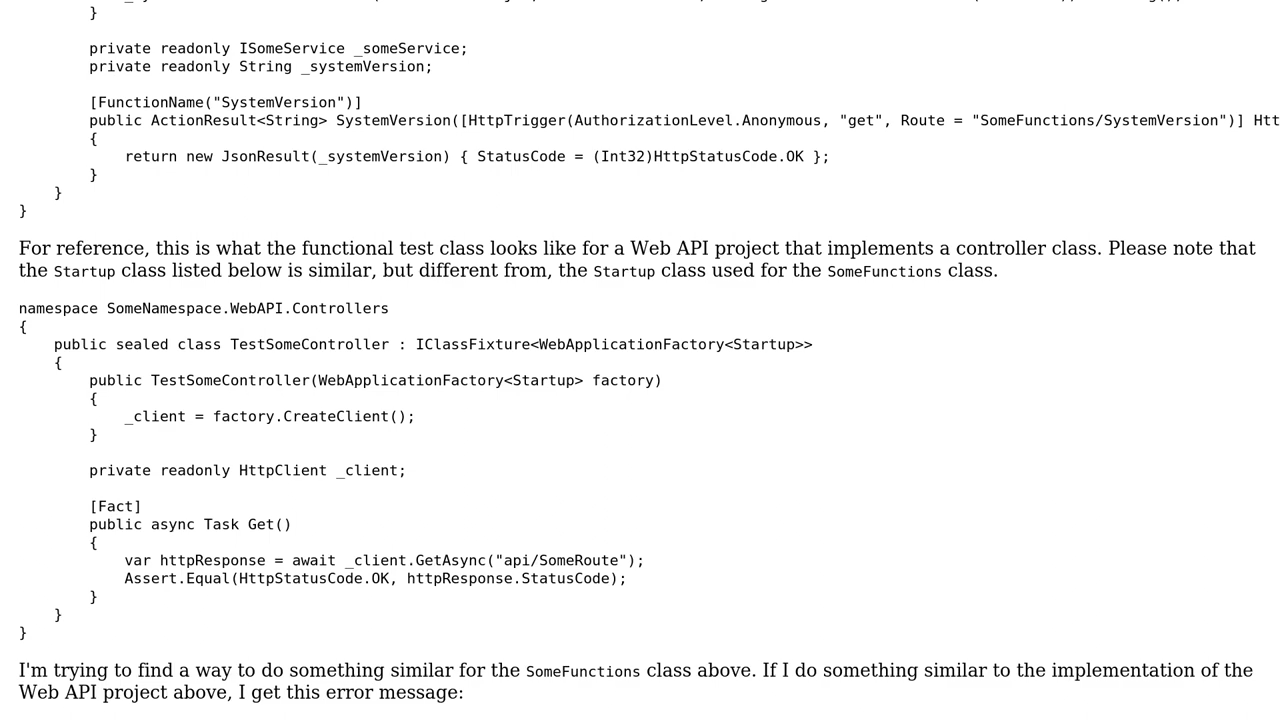 }
private readonly ISomeService _someService;
private readonly String _systemVersion;
[FunctionName("SystemVersion")]
public ActionResult<String> SystemVersion([HttpTrigger(AuthorizationLevel.Anonymous, "get", Route = "SomeFunctions/SystemVersion")] Htt
{
return new JsonResult(_systemVersion) { StatusCode = (Int32)HttpStatusCode.OK };
}
}
}
For reference, this is what the functional test class looks like for a Web API project that implements a controller class. Please note that
the Startup class listed below is similar, but different from, the Startup class used for the SomeFunctions class.
namespace SomeNamespace.WebAPI.Controllers
{
public sealed class TestSomeController : IClassFixture<WebApplicationFactory<Startup>>
{
public TestSomeController(WebApplicationFactory<Startup> factory)
{
_client = factory.CreateClient();
}
private readonly HttpClient _client;
[Fact]
public async Task Get()
{
var httpResponse = await _client.GetAsync("api/SomeRoute");
Assert.Equal(HttpStatusCode.OK, httpResponse.StatusCode);
}
}
}
I'm trying to find a way to do something similar for the SomeFunctions class above. If I do something similar to the implementation of the
Web API project above, I get this error message: